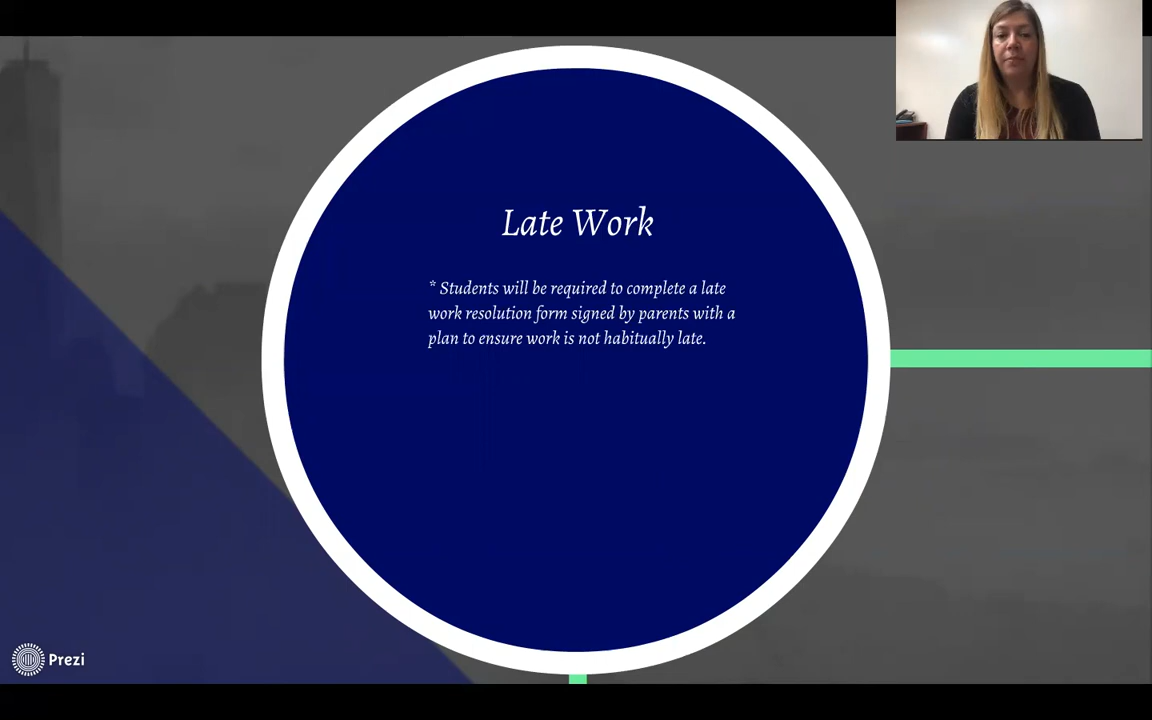 Late Work
* Students will be required to complete a late
work resolution form signed by parents with a
plan to ensure work is not habitually late.
Prezi